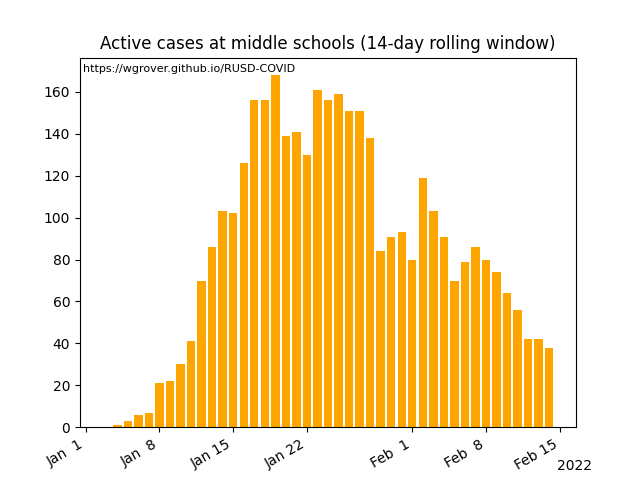 Active cases at middle schools (14-day rolling window)
https://wgrover.github.io/RUSD-COVID
160
140
120
100
80
60
40
20
0
Jan 1
Jan 8
Jan 15
Jan 22
Feb 1
Feb 8
Feb 15
2022